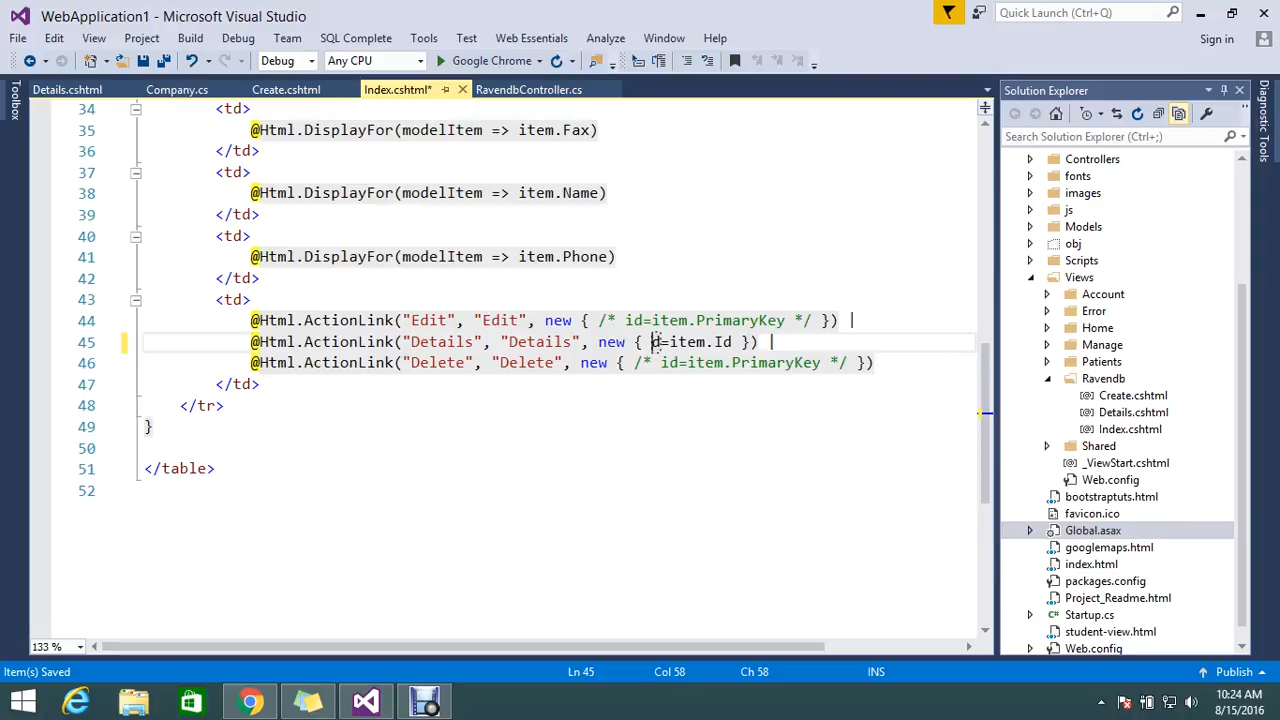 WebApplication1 - Microsoft Visual Studio
Quick Launch (Ctrl+Q)
File Edit View Project Build Debug Team SQL Complete Tools Test Web Essentials Analyze Window Help
Sign in
Debug Any CPU Google Chrome
Details.cshtml Company.cs Create.cshtml Index.cshtml* RavendbController.cs
Toolbox
34 <td>
35 @Html.DisplayFor(modelItem => item.Fax)
36 </td>
37 <td>
38 @Html.DisplayFor(modelItem => item.Name)
39 </td>
40 <td>
41 @Html.DisplayFor(modelItem => item.Phone)
42 </td>
43 <td>
44 @Html.ActionLink("Edit", "Edit", new { /* id=item.PrimaryKey */ }) |
45 @Html.ActionLink("Details", "Details", new { id=item.Id }) |
46 @Html.ActionLink("Delete", "Delete", new { /* id=item.PrimaryKey */ })
47 </td>
48 </tr>
49 }
50
51 </table>
52
133 %
Solution Explorer
Search Solution Explorer (Ctrl+;)
Controllers
fonts
images
js
Models
obj
Scripts
Views
Account
Error
Home
Manage
Patients
Ravendb
Create.cshtml
Details.cshtml
Index.cshtml
Shared
_ViewStart.cshtml
Web.config
bootstraptuts.html
favicon.ico
Global.asax
googlemaps.html
index.html
packages.config
Project_Readme.html
Startup.cs
student-view.html
Web.config
Diagnostic Tools
Item(s) Saved Ln 45 Col 58 Ch 58 INS Publish
10:24 AM
8/15/2016